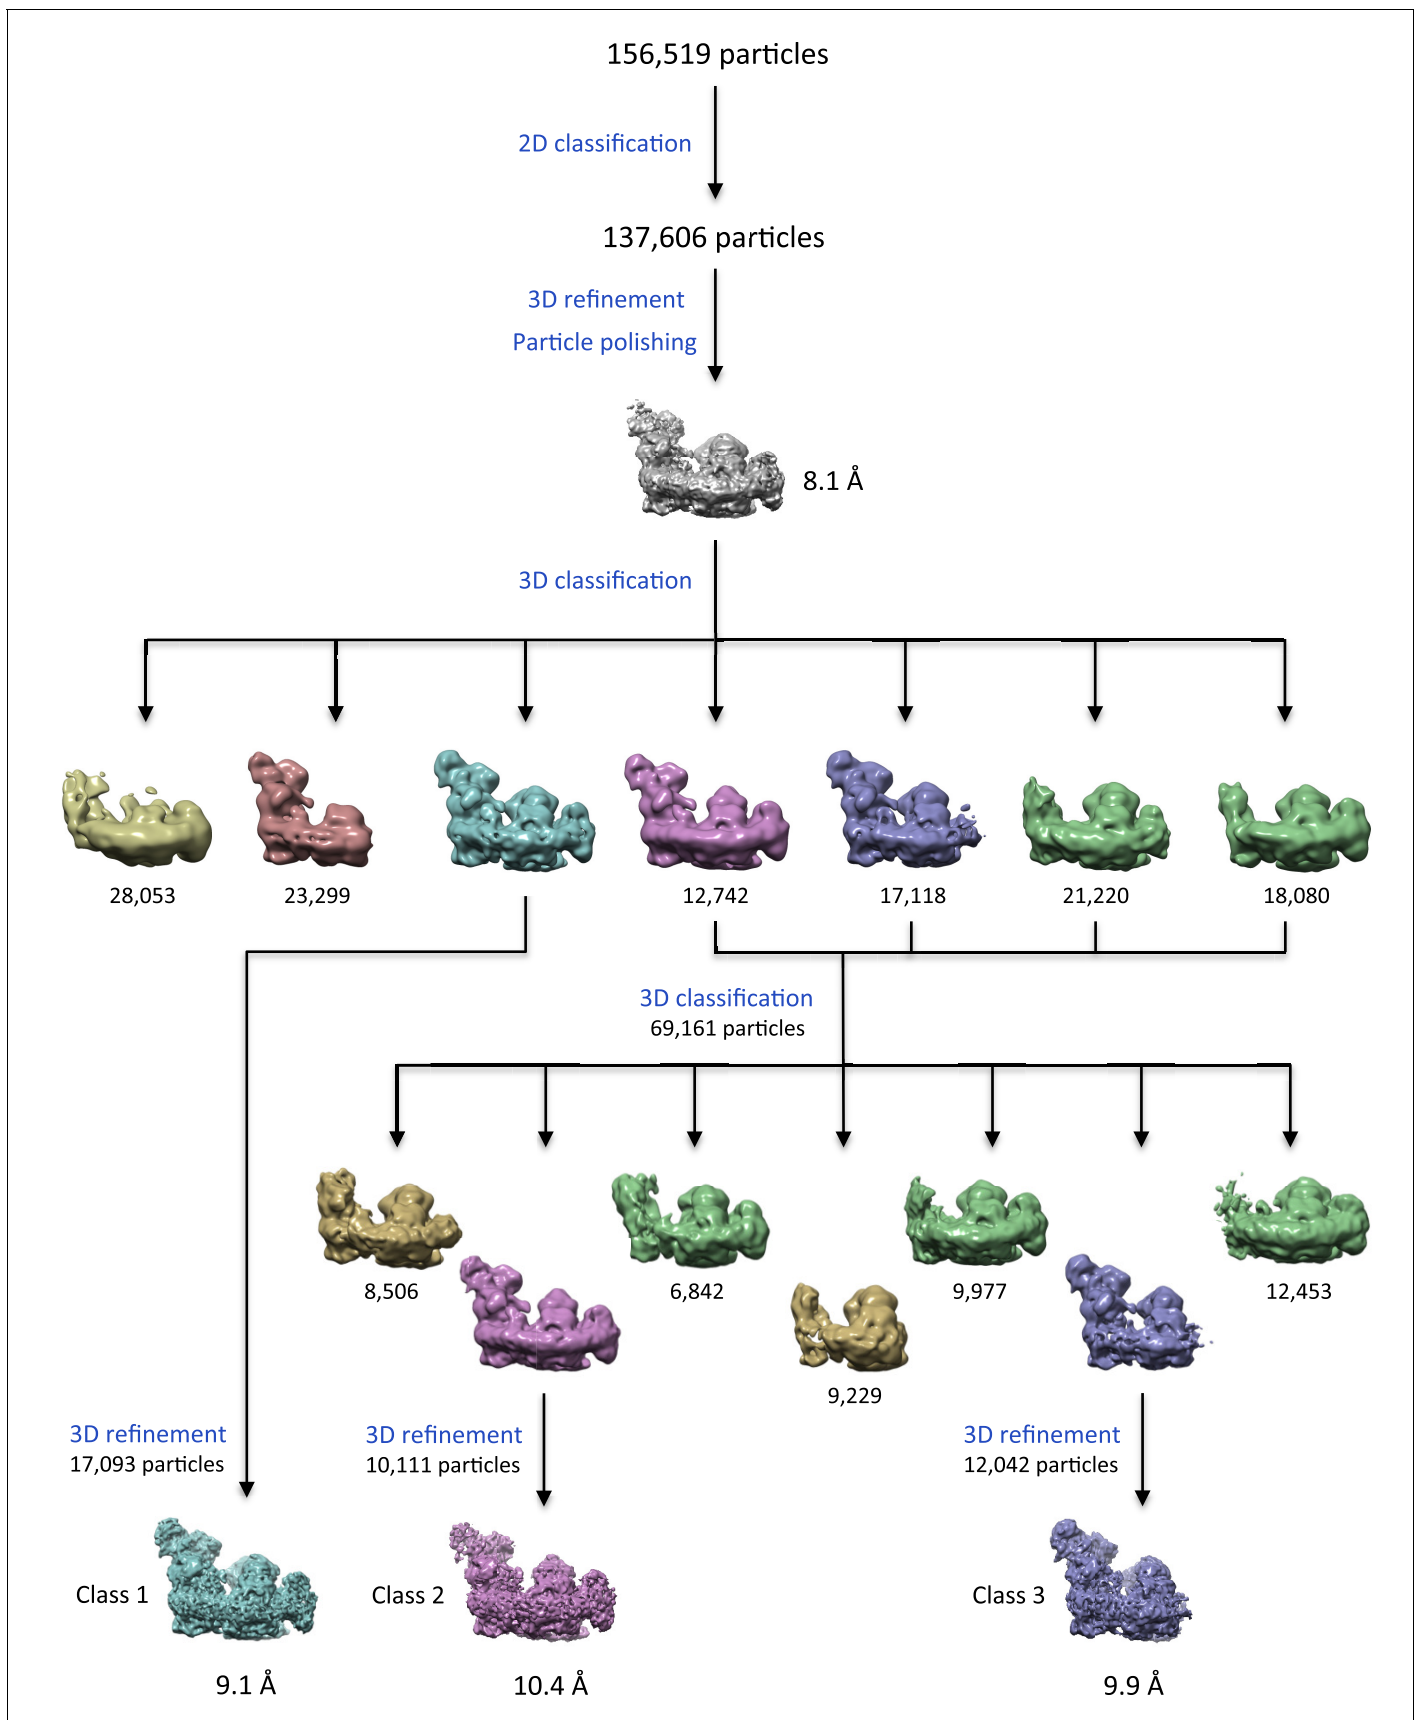 156,519 particles
2D classification
137,606 particles
3D refinement
Particle polishing
8.1 Å
3D classification
28,053
23,299
12,742
17,118
21,220
18,080
3D classification
69,161 particles
8,506
6,842
9,977
12,453
9,229
3D refinement
17,093 particles
3D refinement
10,111 particles
3D refinement
12,042 particles
Class 1
Class 2
Class 3
9.1 Å
10.4 Å
9.9 Å